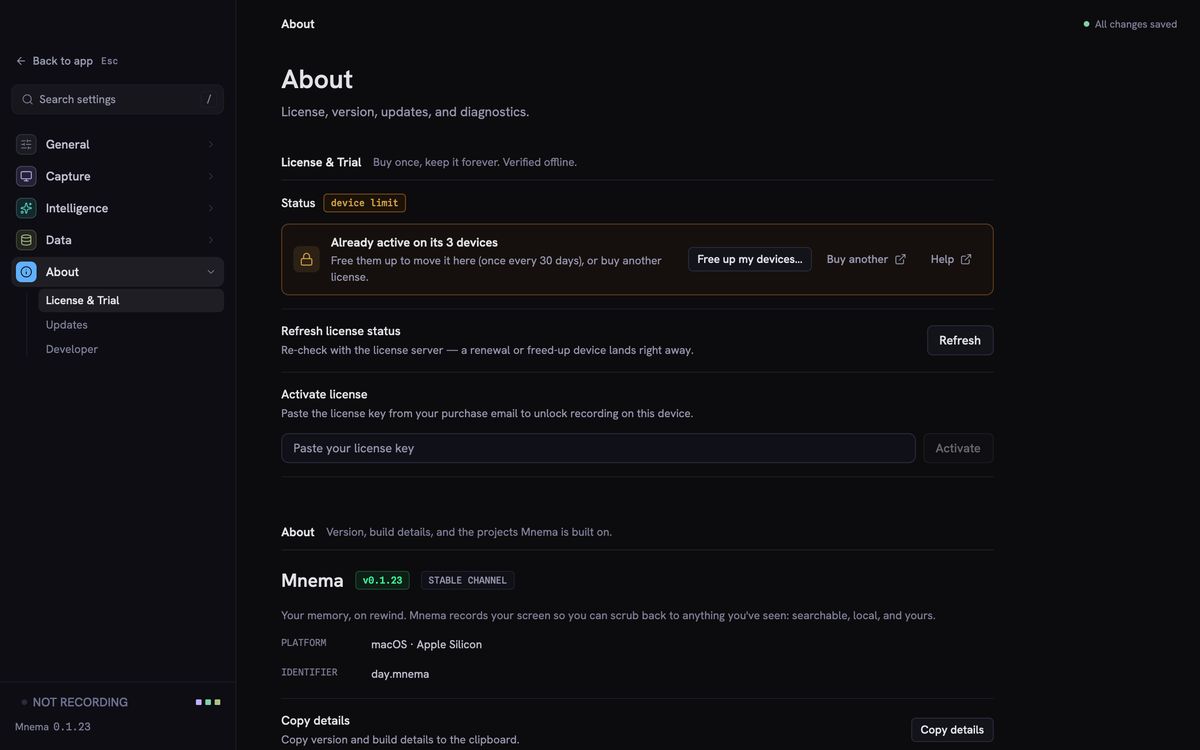 About
All changes saved
Back to app Esc
Search settings /
General
Capture
Intelligence
Data
About
License & Trial
Updates
Developer
NOT RECORDING
Mnema 0.1.23
About
License, version, updates, and diagnostics.
License & Trial Buy once, keep it forever. Verified offline.
Status device limit
Already active on its 3 devices
Free them up to move it here (once every 30 days), or buy another
license.
Free up my devices... Buy another Help
Refresh license status
Re-check with the license server — a renewal or freed-up device lands right away.
Refresh
Activate license
Paste the license key from your purchase email to unlock recording on this device.
Paste your license key Activate
About Version, build details, and the projects Mnema is built on.
Mnema v0.1.23 STABLE CHANNEL
Your memory, on rewind. Mnema records your screen so you can scrub back to anything you've seen: searchable, local, and yours.
PLATFORM macOS · Apple Silicon
IDENTIFIER day.mnema
Copy details
Copy version and build details to the clipboard.
Copy details